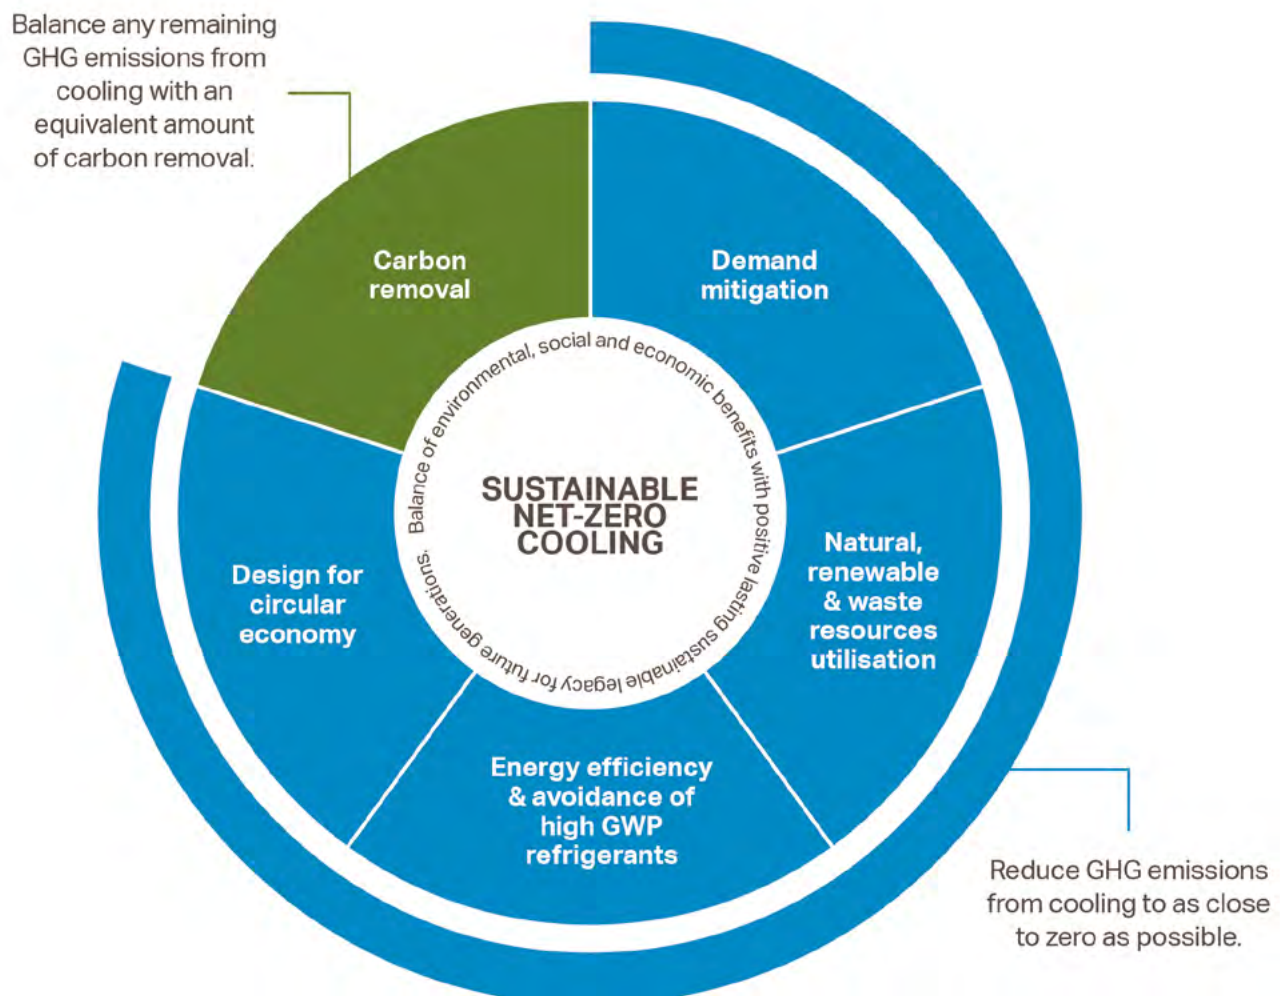 Balance any remaining
GHG emissions from
cooling with an
equivalent amount
of carbon removal.
Carbon
removal
Demand
mitigation
Balance of environmental, social and economic benefits with positive lasting sustainable legacy for future generations.
SUSTAINABLE
NET-ZERO
COOLING
Natural,
renewable
& waste
resources
utilisation
Design for
circular
economy
Energy efficiency
& avoidance of
high GWP
refrigerants
Reduce GHG emissions
from cooling to as close
to zero as possible.